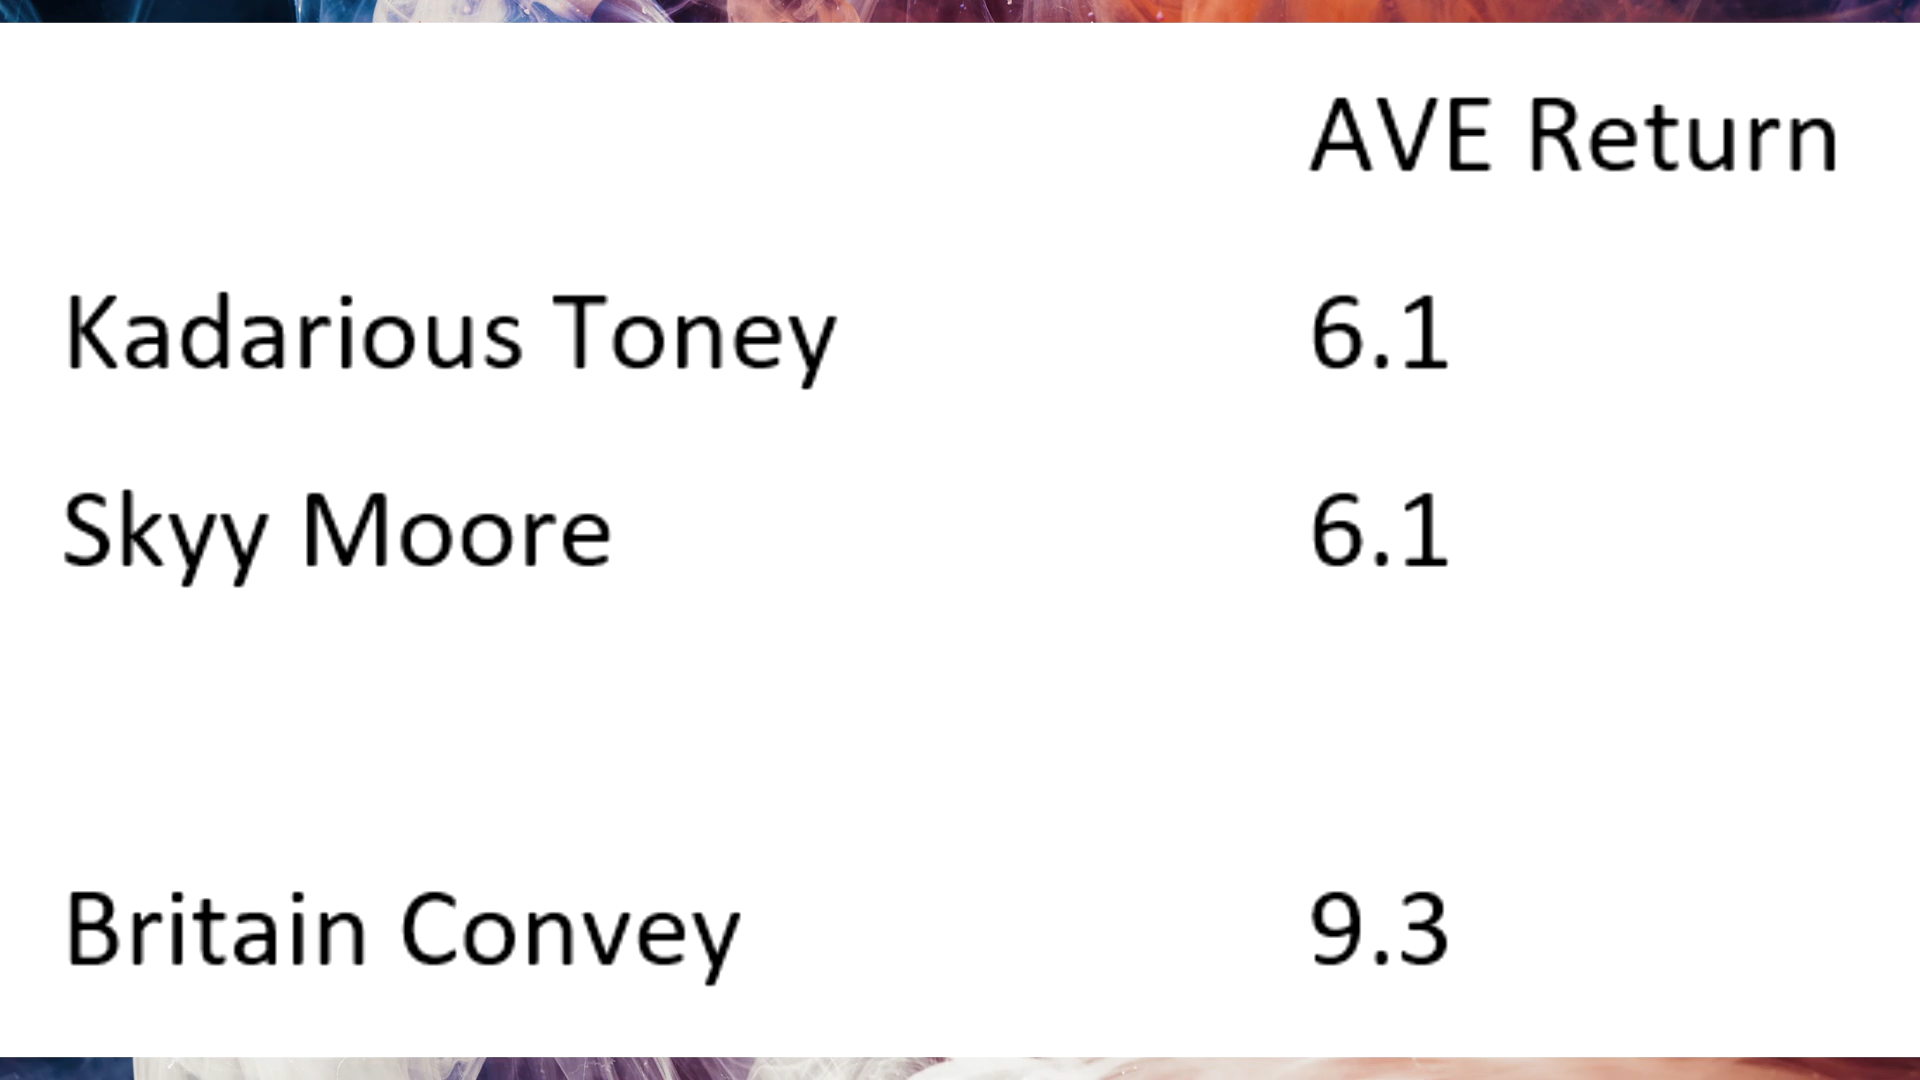 AVE Return
Kadarious Toney 6.1
Skyy Moore 6.1
Britain Convey 9.3